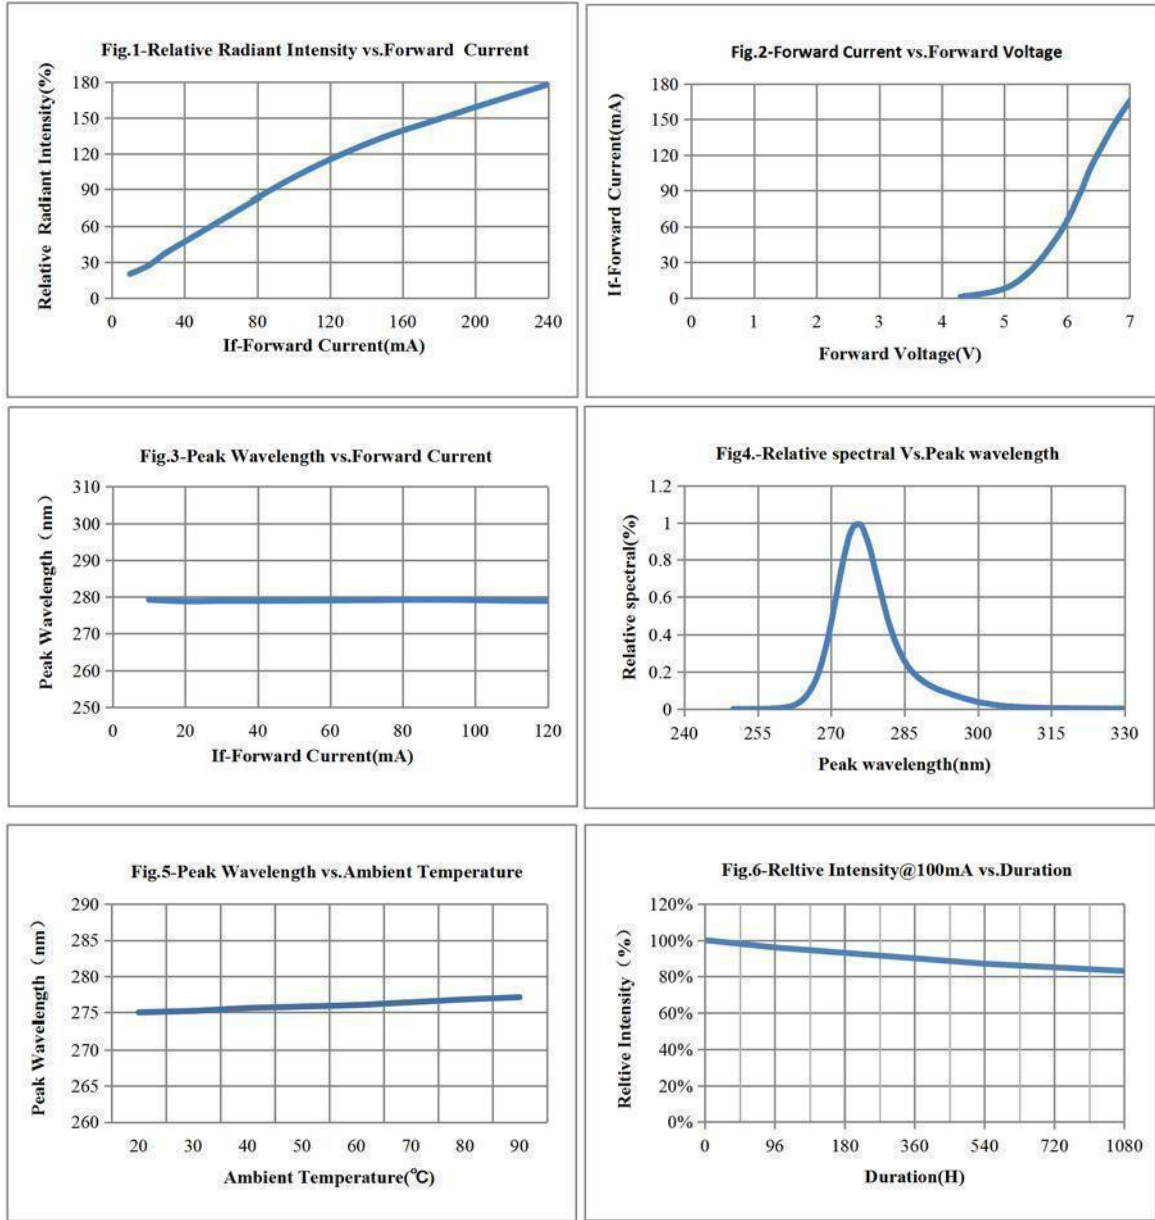 Fig.1-Relative Radiant Intensity vs.Forward Current
Relative Radiant Intensity(%)
180
150
120
90
60
30
0
0 40 80 120 160 200 240
If-Forward Current(mA)
Fig.2-Forward Current vs.Forward Voltage
If-Forward Current(mA)
180
150
120
90
60
30
0
0 1 2 3 4 5 6 7
Forward Voltage(V)
Fig.3-Peak Wavelength vs.Forward Current
Peak Wavelength（nm）
310
300
290
280
270
260
250
0 20 40 60 80 100 120
If-Forward Current(mA)
Fig4.-Relative spectral Vs.Peak wavelength
Relative spectral(%)
1.2
1
0.8
0.6
0.4
0.2
0
240 255 270 285 300 315 330
Peak wavelength(nm)
Fig.5-Peak Wavelength vs.Ambient Temperature
Peak Wavelength（nm）
290
285
280
275
270
265
260
20 30 40 50 60 70 80 90
Ambient Temperature(℃)
Fig.6-Reltive Intensity@100mA vs.Duration
Reltive Intensity（%）
120%
100%
80%
60%
40%
20%
0%
0 96 180 360 540 720 1080
Duration(H)